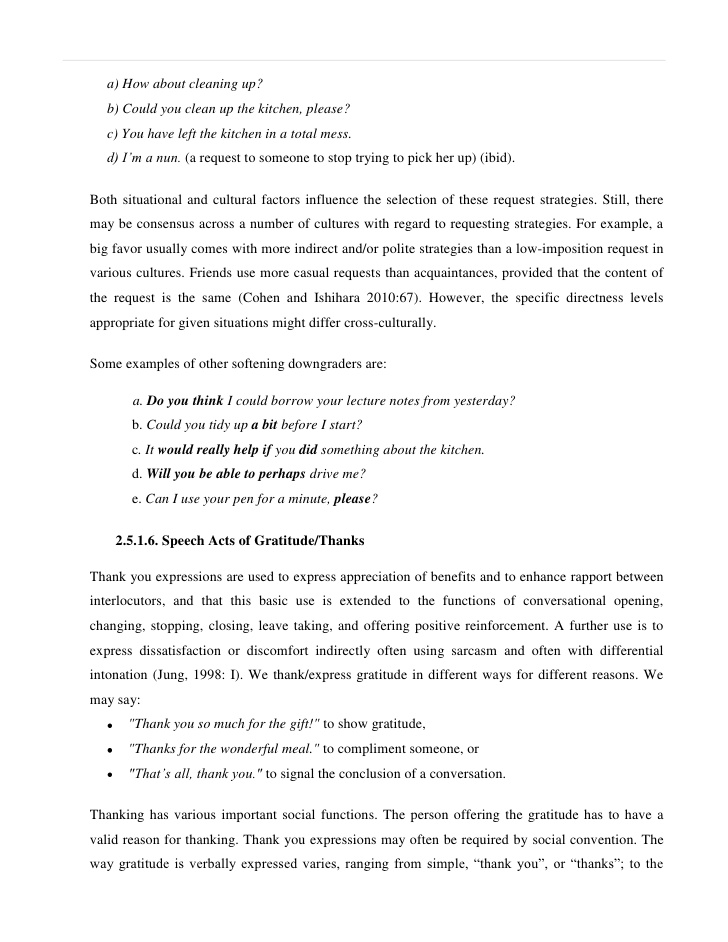 a) How about cleaning up?
b) Could you clean up the kitchen, please?
c) You have left the kitchen in a total mess.
d) I'm a nun. (a request to someone to stop trying to pick her up) (ibid).
Both situational and cultural factors influence the selection of these request strategies. Still, there
may be consensus across a number of cultures with regard to requesting strategies. For example, a
big favor usually comes with more indirect and/or polite strategies than a low-imposition request in
various cultures. Friends use more casual requests than acquaintances, provided that the content of
the request is the same (Cohen and Ishihara 2010:67). However, the specific directness levels
appropriate for given situations might differ cross-culturally.
Some examples of other softening downgraders are:
a. Do you think I could borrow your lecture notes from yesterday?
b. Could you tidy up a bit before I start?
c. It would really help if you did something about the kitchen.
d. Will you be able to perhaps drive me?
e. Can I use your pen for a minute, please?
2.5.1.6. Speech Acts of Gratitude/Thanks
Thank you expressions are used to express appreciation of benefits and to enhance rapport between
interlocutors, and that this basic use is extended to the functions of conversational opening,
changing, stopping, closing, leave taking, and offering positive reinforcement. A further use is to
express dissatisfaction or discomfort indirectly often using sarcasm and often with differential
intonation (Jung, 1998: I). We thank/express gratitude in different ways for different reasons. We
may say:
• "Thank you so much for the gift!" to show gratitude,
• "Thanks for the wonderful meal." to compliment someone, or
• "That's all, thank you." to signal the conclusion of a conversation.
Thanking has various important social functions. The person offering the gratitude has to have a
valid reason for thanking. Thank you expressions may often be required by social convention. The
way gratitude is verbally expressed varies, ranging from simple, “thank you”, or “thanks”; to the